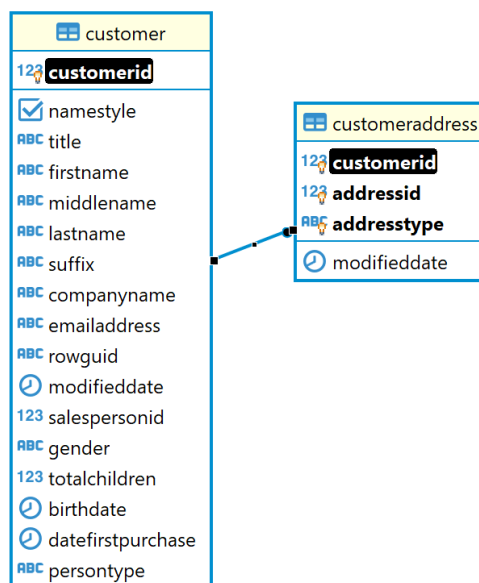 customer
123 customerid
namestyle
ABC title
ABC firstname
ABC middlename
ABC lastname
ABC suffix
ABC companyname
ABC emailaddress
ABC rowguid
modifieddate
123 salespersonid
ABC gender
123 totalchildren
birthdate
datefirstpurchase
ABC persontype
customeraddress
123 customerid
123 addressid
ABC addresstype
modifieddate